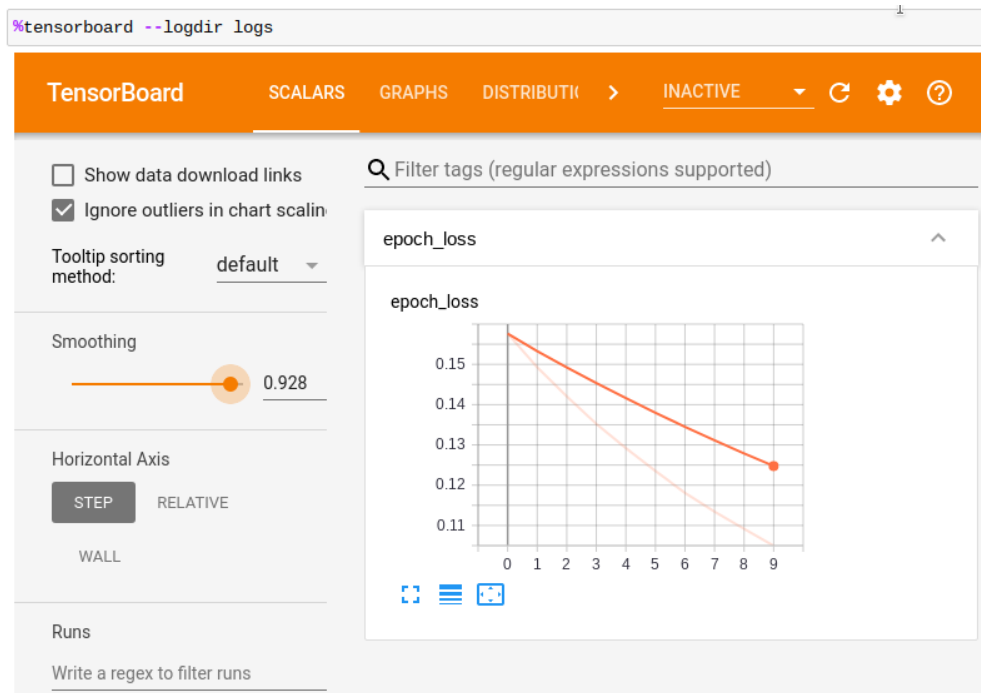 %tensorboard --logdir logs
TensorBoard SCALARS GRAPHS DISTRIBUTI INACTIVE
Show data download links
Ignore outliers in chart scalin
Tooltip sorting
method:
default
Smoothing
0.928
Horizontal Axis
STEP RELATIVE
WALL
Runs
Write a regex to filter runs
Filter tags (regular expressions supported)
epoch_loss
epoch_loss
0.15
0.14
0.13
0.12
0.11
0 1 2 3 4 5 6 7 8 9